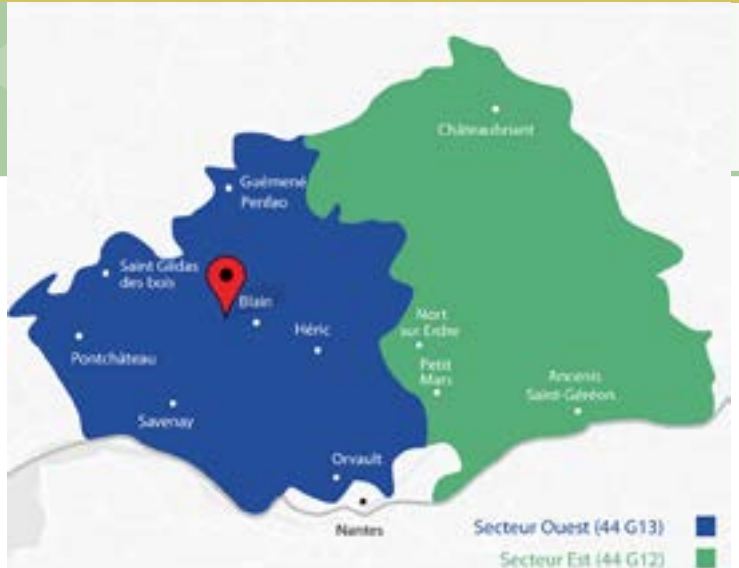 Châteaubriant
Guémené
Penfao
Saint Gildas
des bois
Blain
Héric
Nort
sur Erdre
Pontchâteau
Petit
Mars
Ancenis
Saint-Géréon
Savenay
Orvault
Nantes
Secteur Ouest (44 G13)
Secteur Est (44 G12)